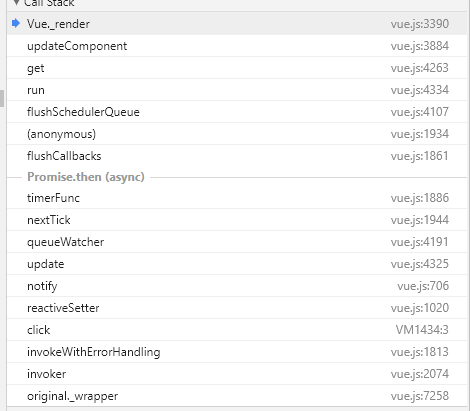 ▼ Call Stack
Vue._render vue.js:3390
updateComponent vue.js:3884
get vue.js:4263
run vue.js:4334
flushSchedulerQueue vue.js:4107
(anonymous) vue.js:1934
flushCallbacks vue.js:1861
Promise.then (async)
timerFunc vue.js:1886
nextTick vue.js:1944
queueWatcher vue.js:4191
update vue.js:4325
notify vue.js:706
reactiveSetter vue.js:1020
click VM1434:3
invokeWithErrorHandling vue.js:1813
invoker vue.js:2074
original._wrapper vue.js:7258